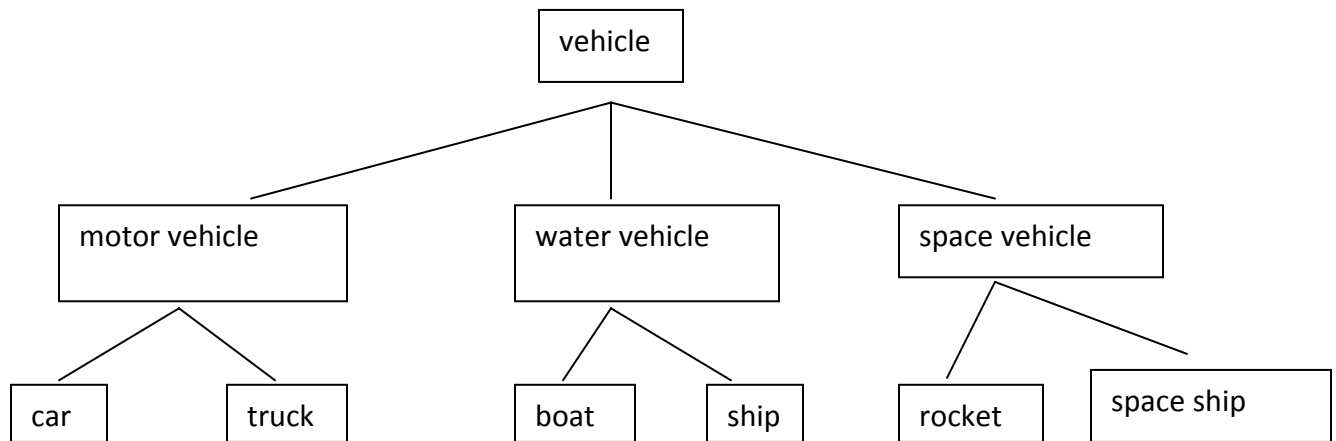 vehicle
motor vehicle
water vehicle
space vehicle
car
truck
boat
ship
rocket
space ship